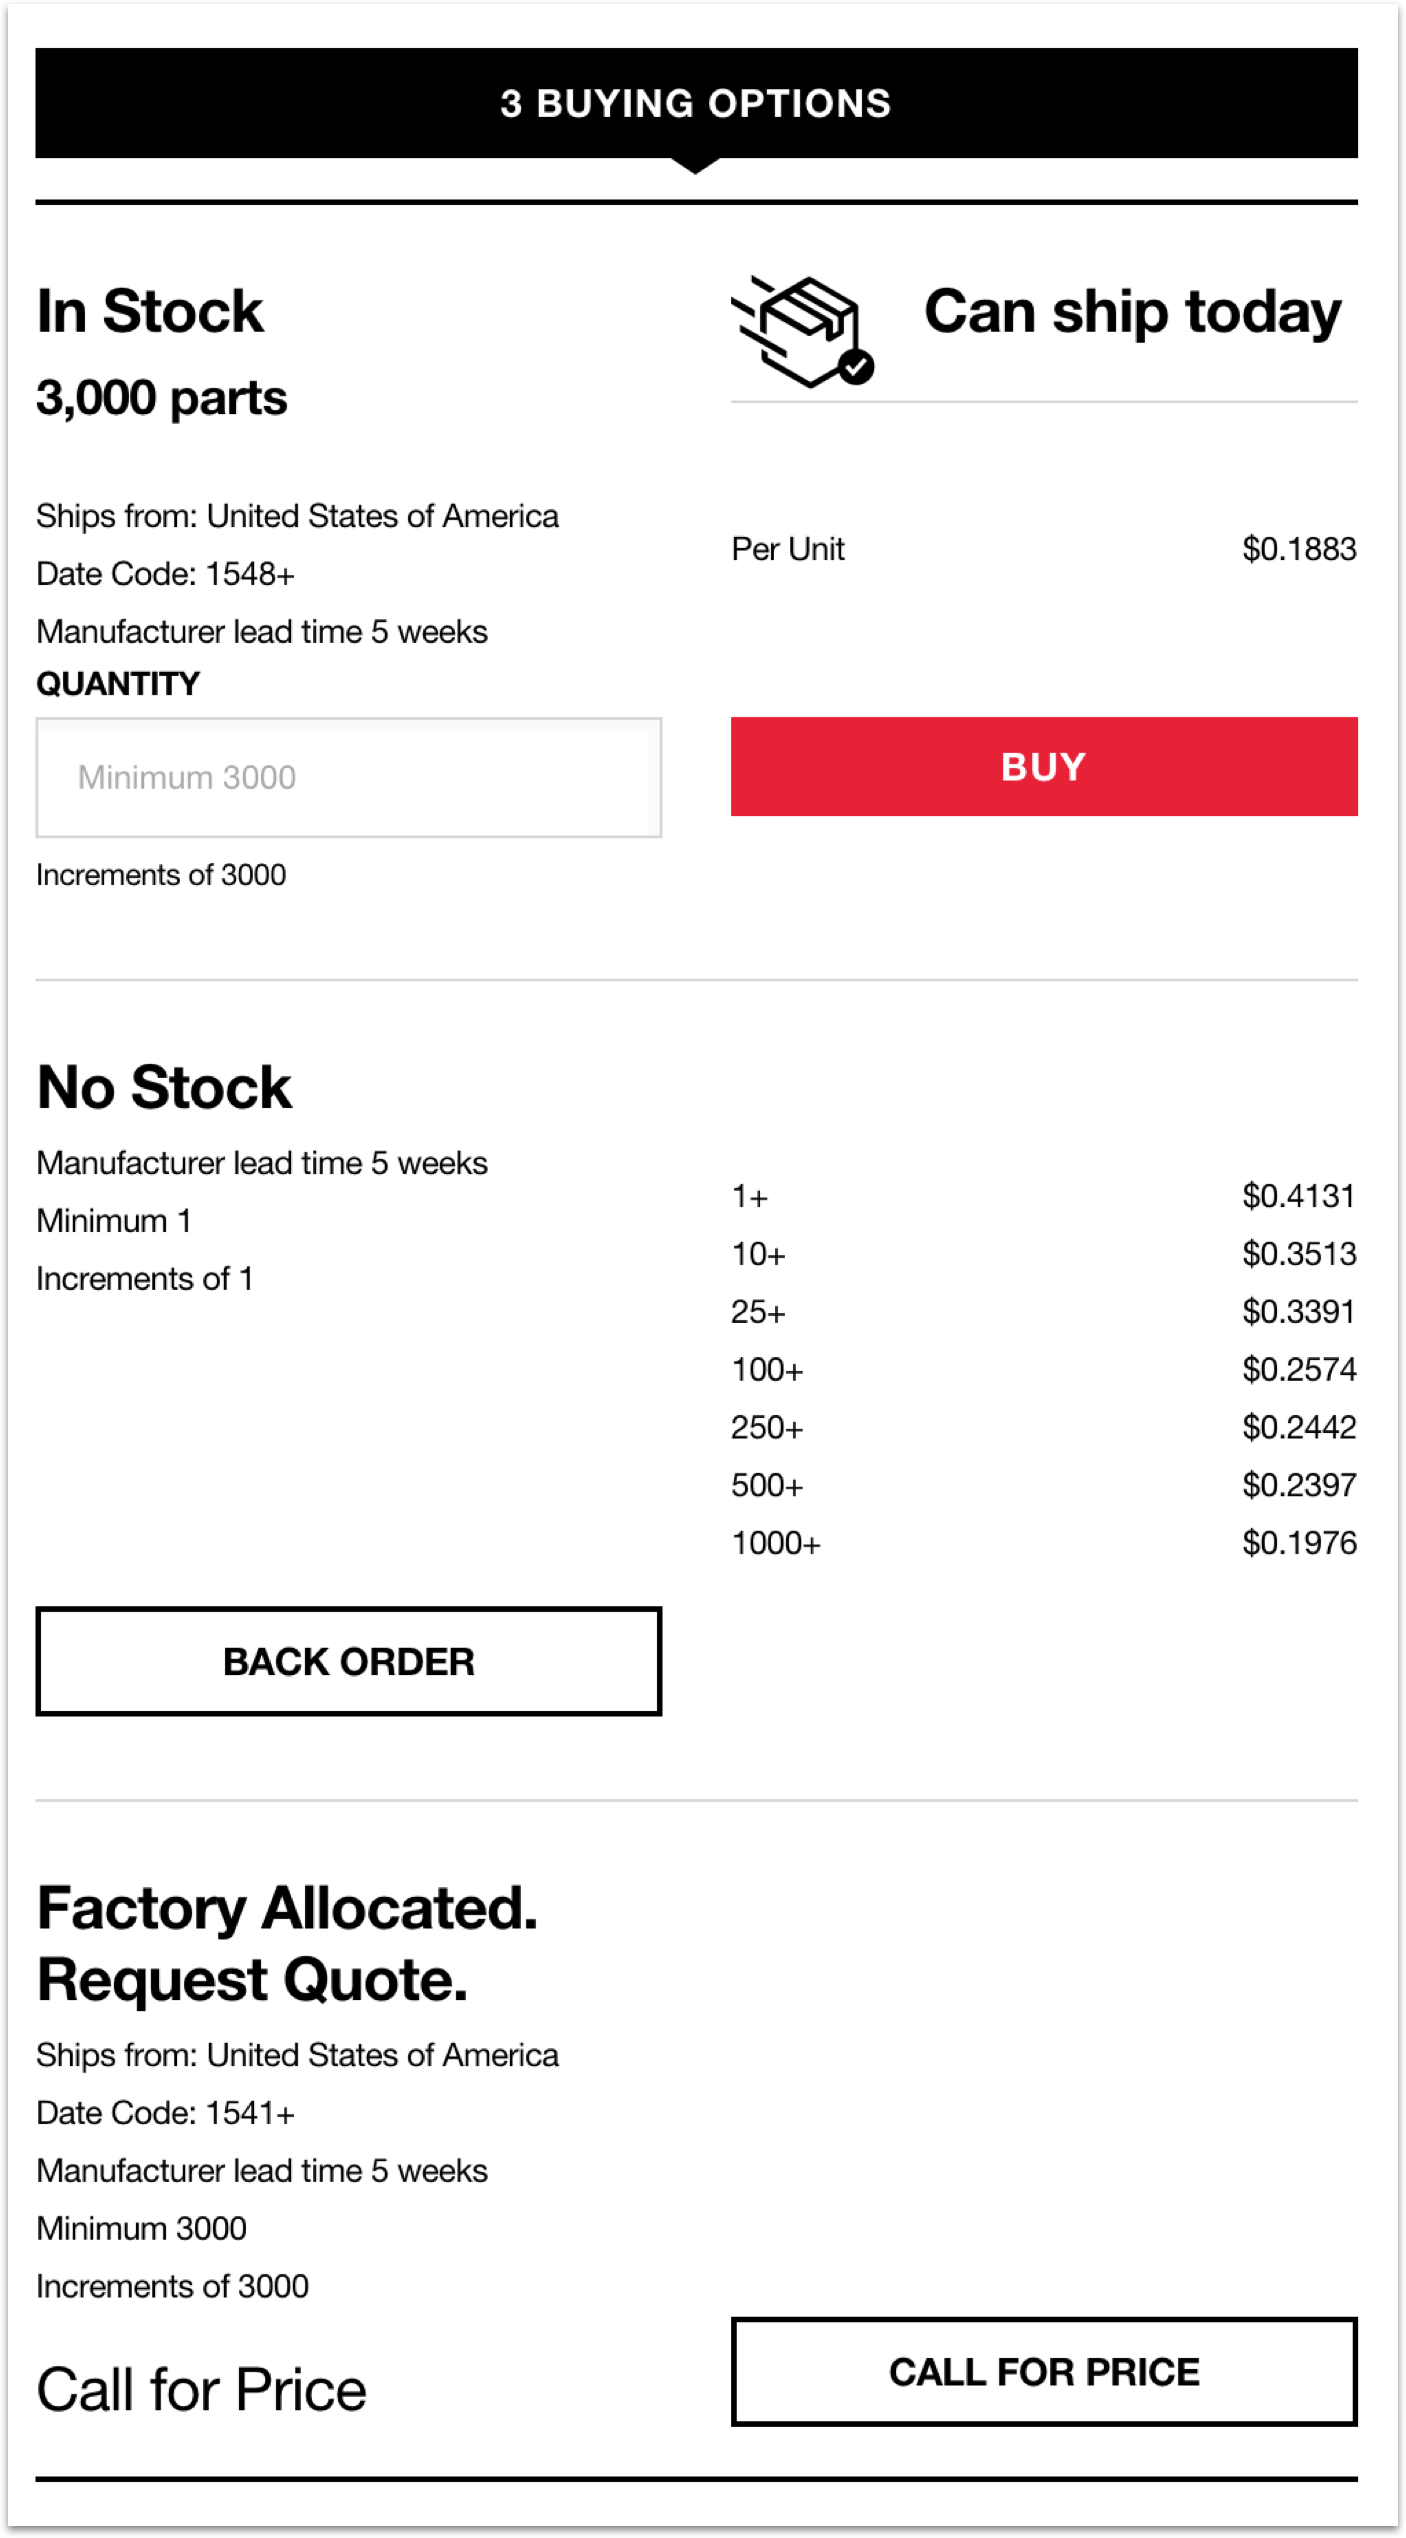 3 BUYING OPTIONS
In Stock
Can ship today
3,000 parts
Ships from: United States of America
Date Code: 1548+
Manufacturer lead time 5 weeks
Per Unit $0.1883
QUANTITY
Minimum 3000
BUY
Increments of 3000
No Stock
Manufacturer lead time 5 weeks
Minimum 1
Increments of 1
1+ $0.4131
10+ $0.3513
25+ $0.3391
100+ $0.2574
250+ $0.2442
500+ $0.2397
1000+ $0.1976
BACK ORDER
Factory Allocated.
Request Quote.
Ships from: United States of America
Date Code: 1541+
Manufacturer lead time 5 weeks
Minimum 3000
Increments of 3000
Call for Price
CALL FOR PRICE